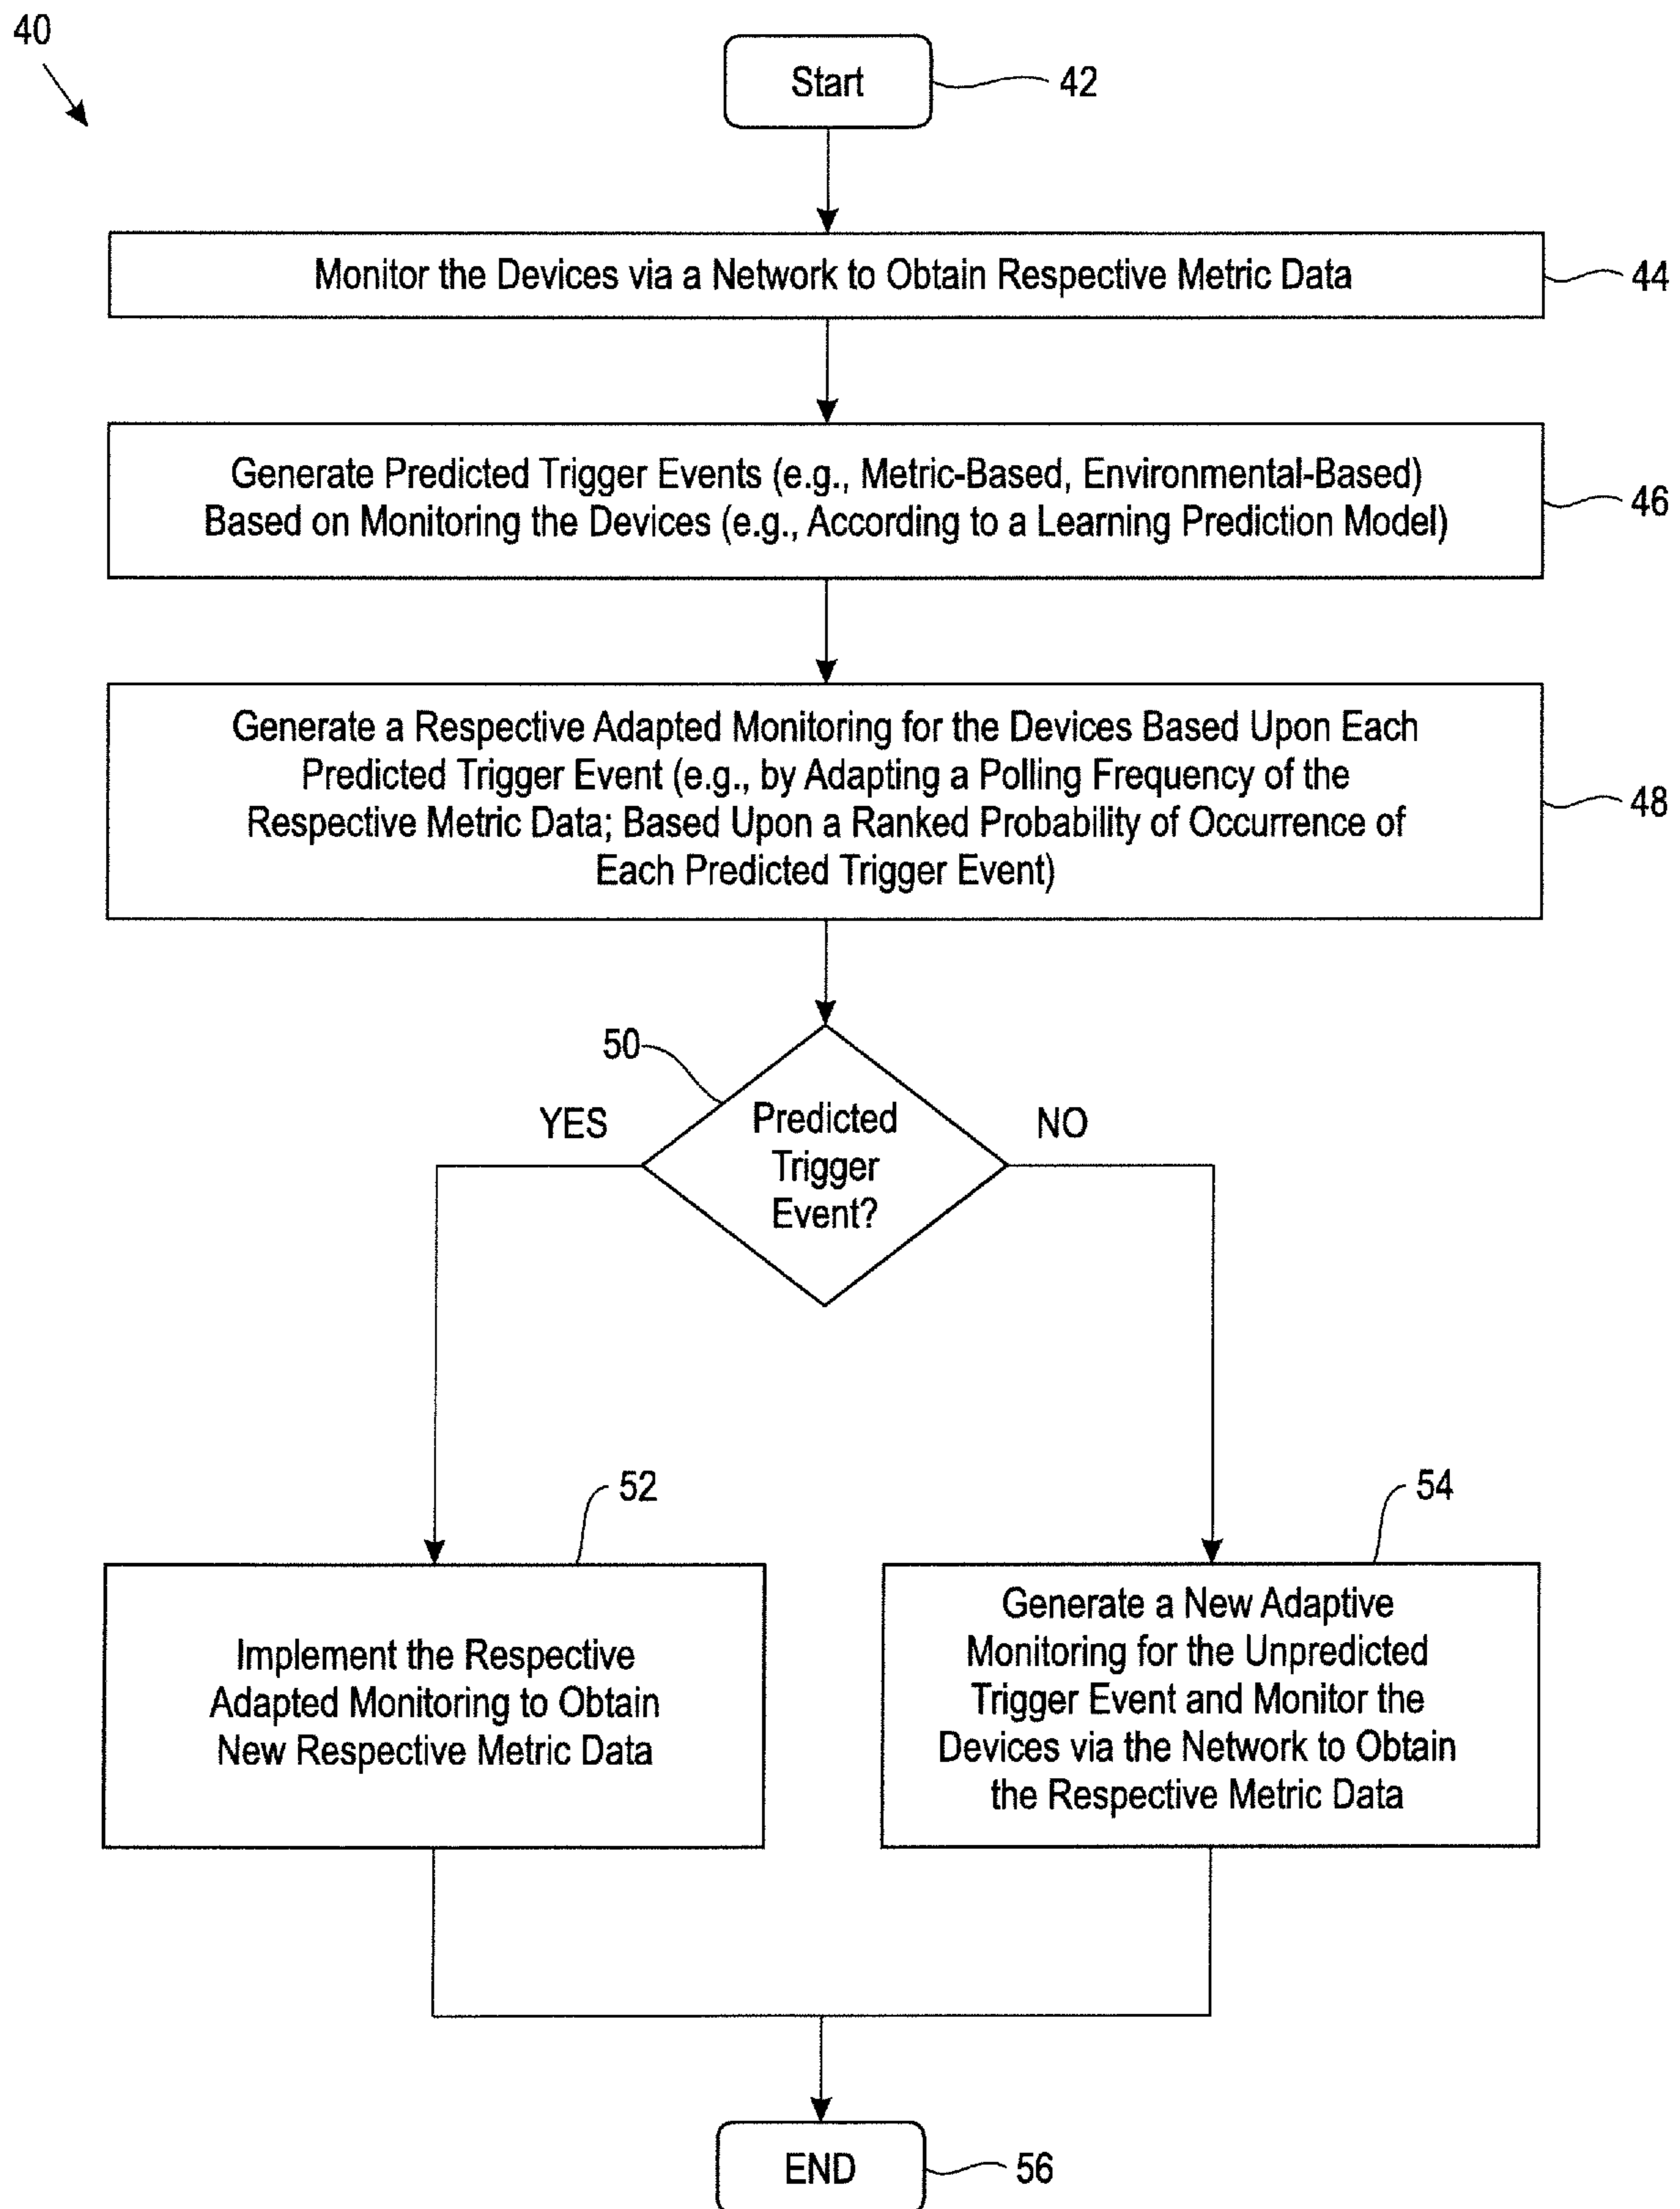 40
Start
42
Monitor the Devices via a Network to Obtain Respective Metric Data
44
Generate Predicted Trigger Events (e.g., Metric-Based, Environmental-Based)
Based on Monitoring the Devices (e.g., According to a Learning Prediction Model)
46
Generate a Respective Adapted Monitoring for the Devices Based Upon Each
Predicted Trigger Event (e.g., by Adapting a Polling Frequency of the
Respective Metric Data; Based Upon a Ranked Probability of Occurrence of
Each Predicted Trigger Event)
48
50
YES
Predicted
Trigger
Event?
NO
52
Implement the Respective
Adapted Monitoring to Obtain
New Respective Metric Data
54
Generate a New Adaptive
Monitoring for the Unpredicted
Trigger Event and Monitor the
Devices via the Network to Obtain
the Respective Metric Data
END
56